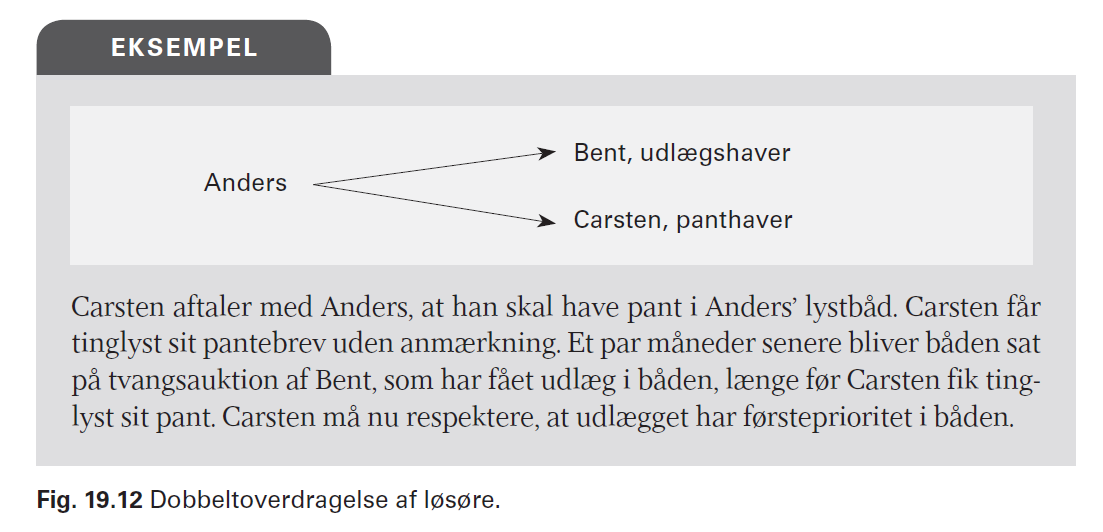 EKSEMPEL
Anders
Bent, udlægshaver
Carsten, panthaver
Carsten aftaler med Anders, at han skal have pant i Anders’ lystbåd. Carsten får
tinglyst sit pantebrev uden anmærkning. Et par måneder senere bliver båden sat
på tvangsauktion af Bent, som har fået udlæg i båden, længe før Carsten fik ting-
lyst sit pant. Carsten må nu respektere, at udlægget har førsteprioritet i båden.
Fig. 19.12 Dobbeltoverdragelse af løsøre.